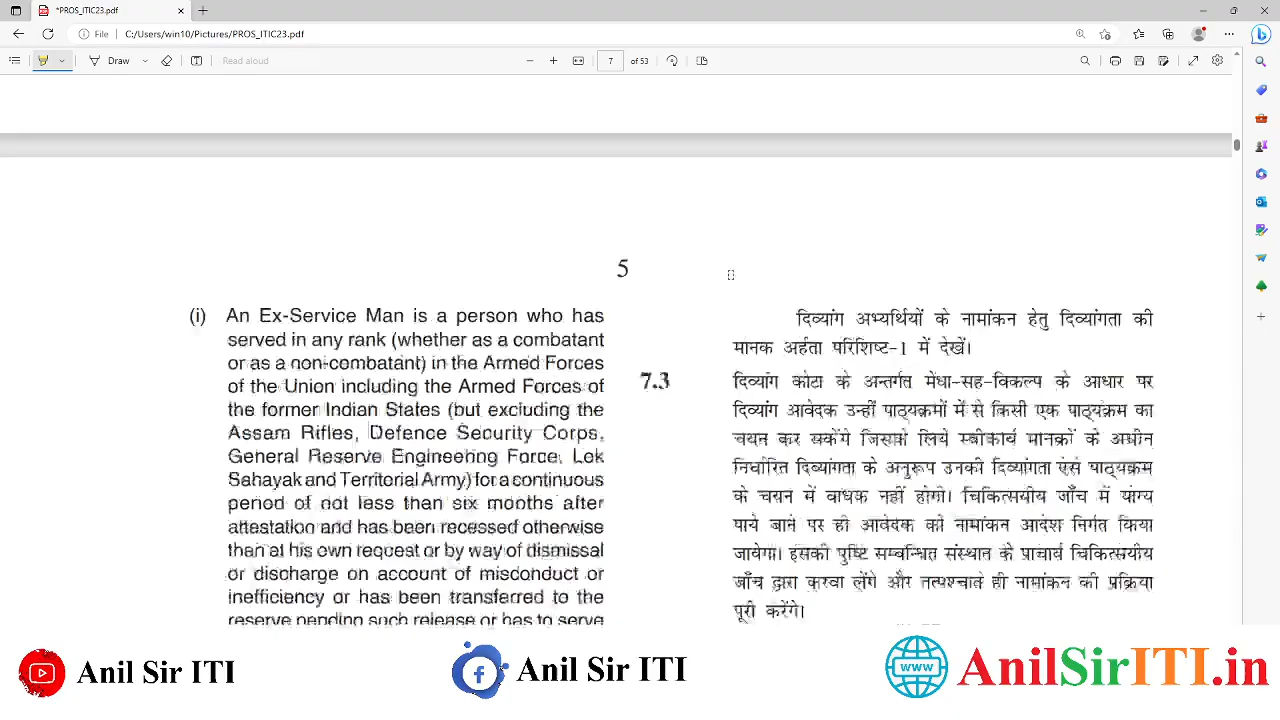 *PROS_ITIC23.pdf
File C:/Users/win10/Pictures/PROS_ITIC23.pdf
Draw Read aloud 7 of 53
5
(i) An Ex-Service Man is a person who has
served in any rank (whether as a combatant
or as a non-combatant) in the Armed Forces
of the Union including the Armed Forces of
the former Indian States (but excluding the
Assam Rifles, Defence Security Corps,
General Reserve Engineering Force, Lok
Sahayak and Territorial Army) for a continuous
period of not less than six months after
attestation and has been recessed otherwise
than at his own request or by way of dismissal
or discharge on account of misconduct or
inefficiency or has been transferred to the
reserve pending such release or has to serve
दिव्यांग अभ्यर्थियों के नामांकन हेतु दिव्यांगता की
मानक अर्हता परिशिष्ट-1 में देखें।
7.3 दिव्यांग कोटा के अन्तर्गत मेधा-सह-विकल्प के आधार पर
दिव्यांग आवेदक उन्हीं पाठ्यक्रमों में से किसी एक पाठ्यक्रम का
चयन कर सकेंगे जिसके लिये स्वीकार्य मानकों के अधीन
निर्धारित दिव्यांगता के अनुरूप उनकी दिव्यांगता ऐसे पाठ्यक्रम
के चयन में बाधक नहीं होगी। चिकित्सयीय जाँच में योग्य
पाये जाने पर ही आवेदक को नामांकन आदेश निर्गत किया
जावेगा। इसकी पुष्टि सम्बन्धित संस्थान के प्राचार्य चिकित्सयीय
जाँच द्वारा करवा लेंगे और तत्पश्चात ही नामांकन की प्रक्रिया
पूरी करेंगे।
Anil Sir ITI
Anil Sir ITI
www AnilSirITI.in